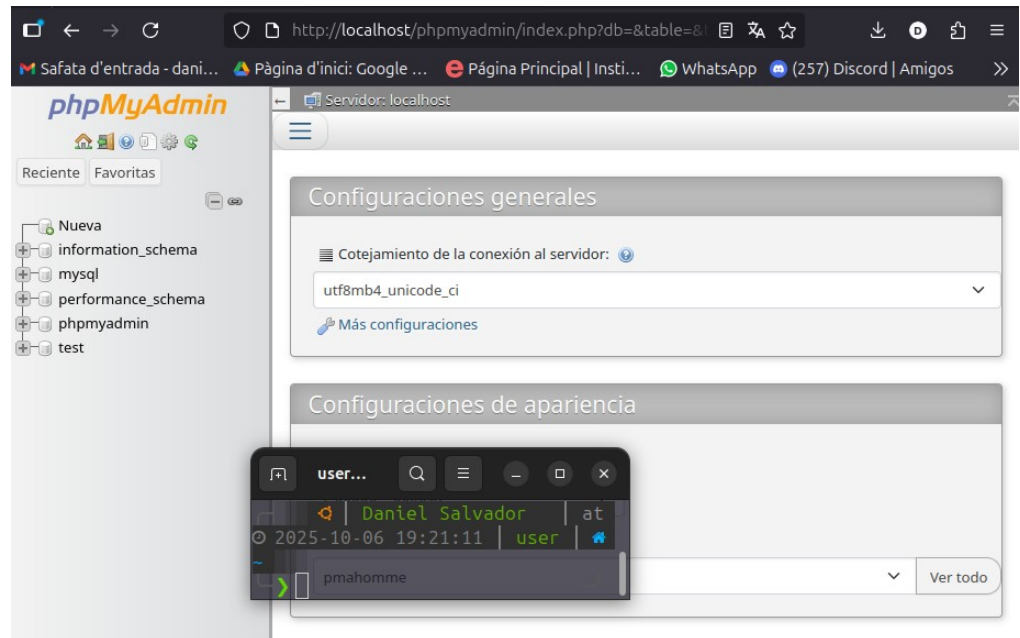 http://localhost/phpmyadmin/index.php?db=&table=&
Safata d'entrada - dani...
Pàgina d'inici: Google ...
Página Principal | Insti...
WhatsApp
(257) Discord | Amigos
phpMyAdmin
Reciente
Favoritas
Nueva
information_schema
mysql
performance_schema
phpmyadmin
test
Servidor: localhost
Configuraciones generales
Cotejamiento de la conexión al servidor:
utf8mb4_unicode_ci
Más configuraciones
Configuraciones de apariencia
user...
Daniel Salvador | at
2025-10-06 19:21:11 | user |
~
❯
pmahomme
Ver todo